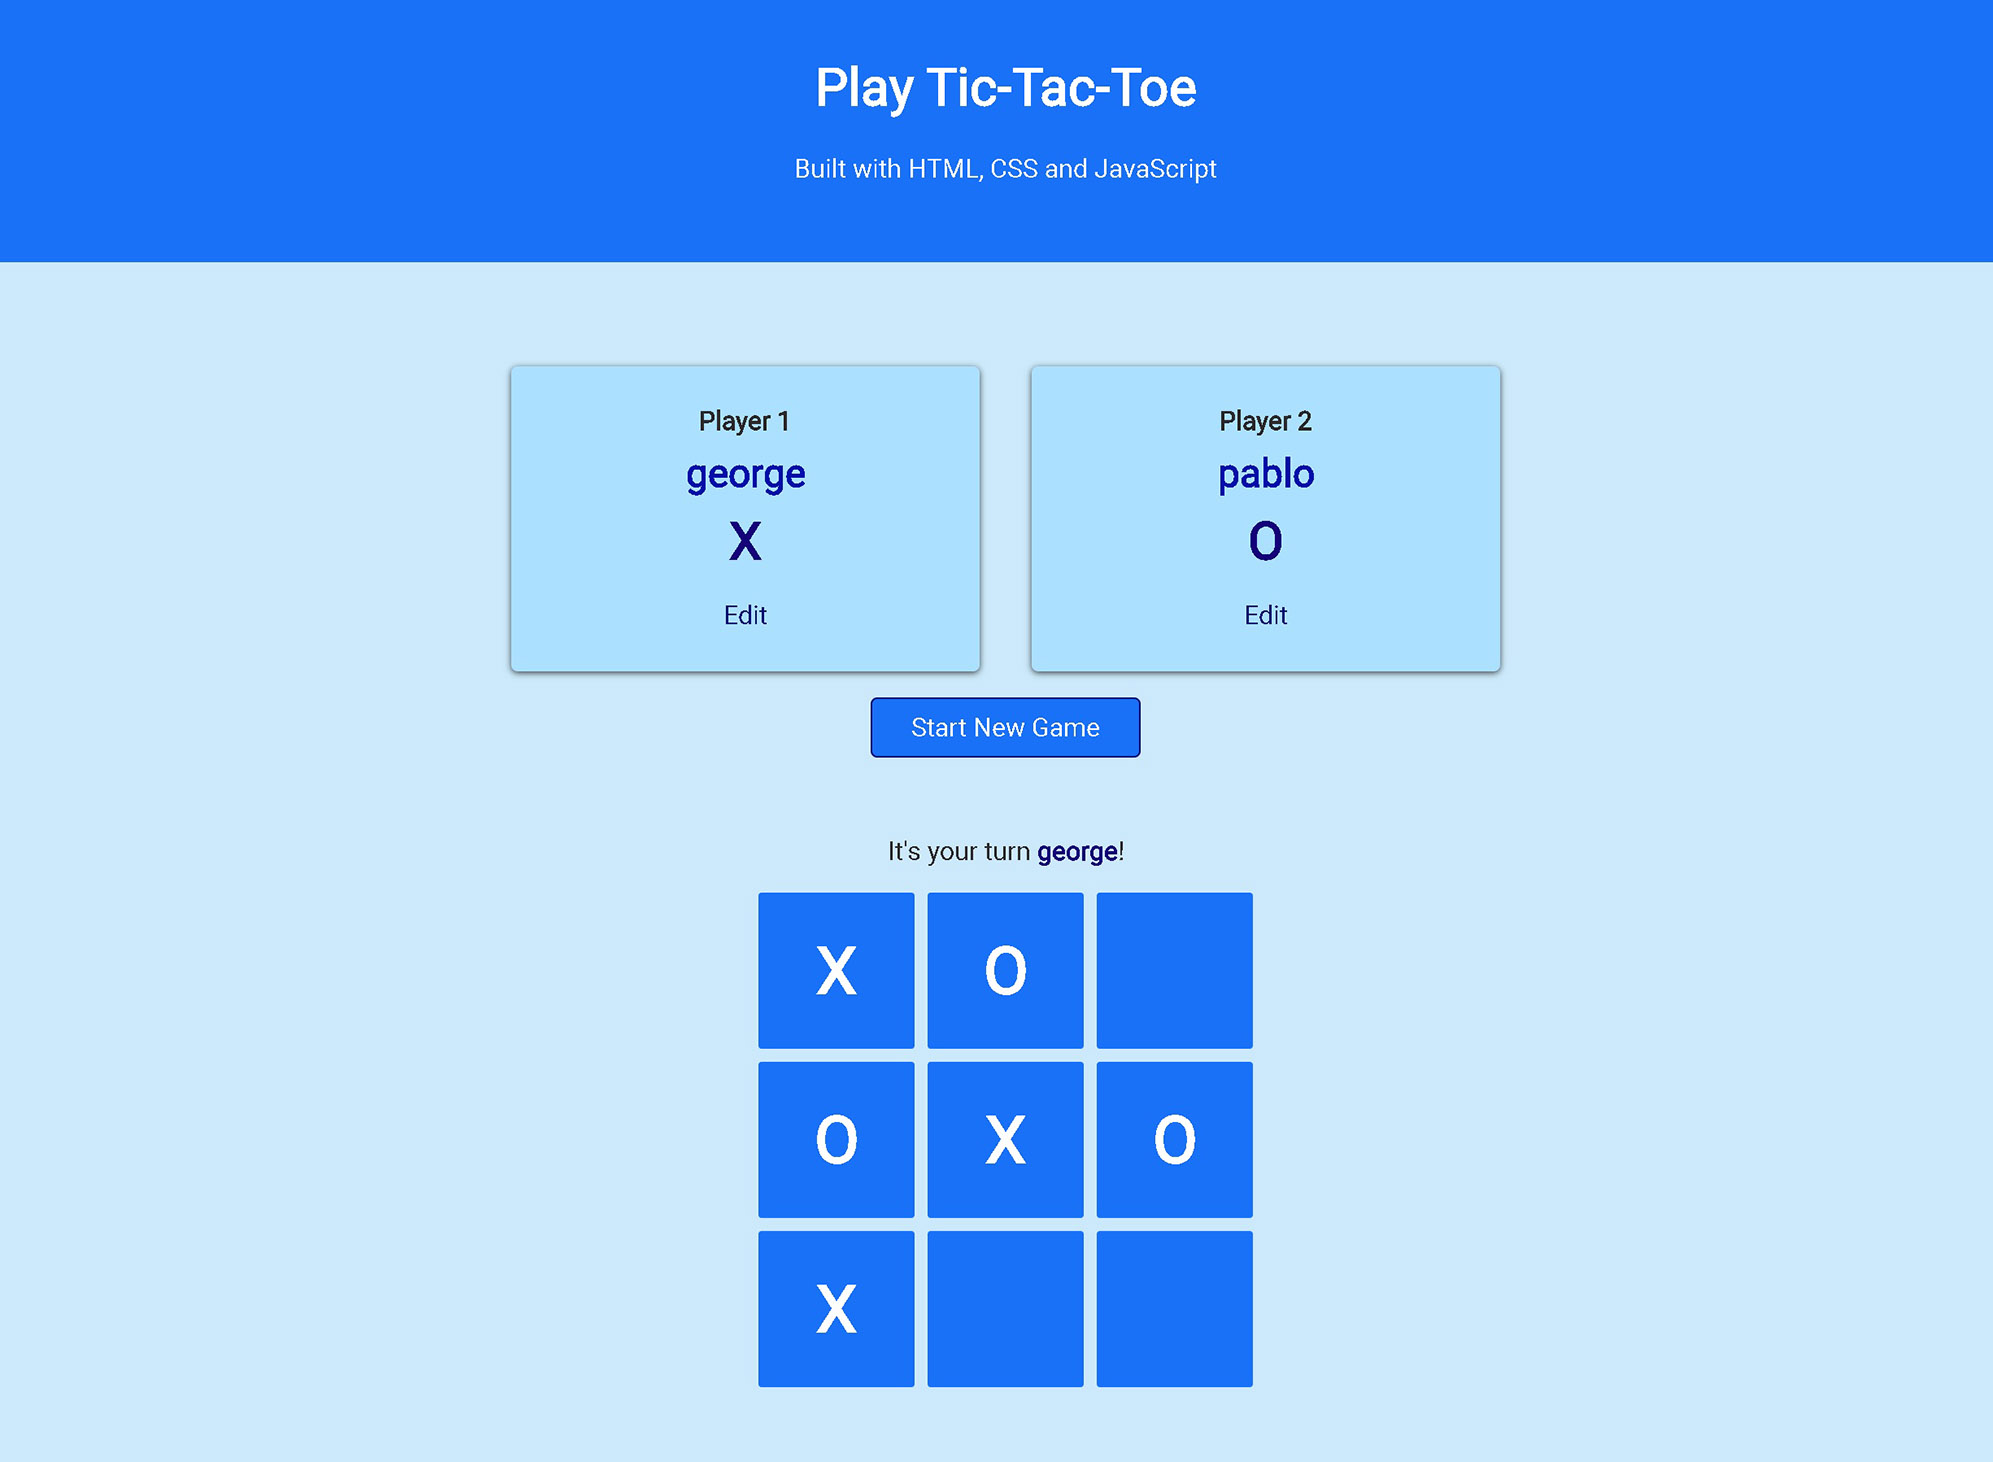 Play Tic-Tac-Toe
Built with HTML, CSS and JavaScript
Player 1
george
X
Edit
Player 2
pablo
O
Edit
Start New Game
It's your turn george!
X O
O X O
X